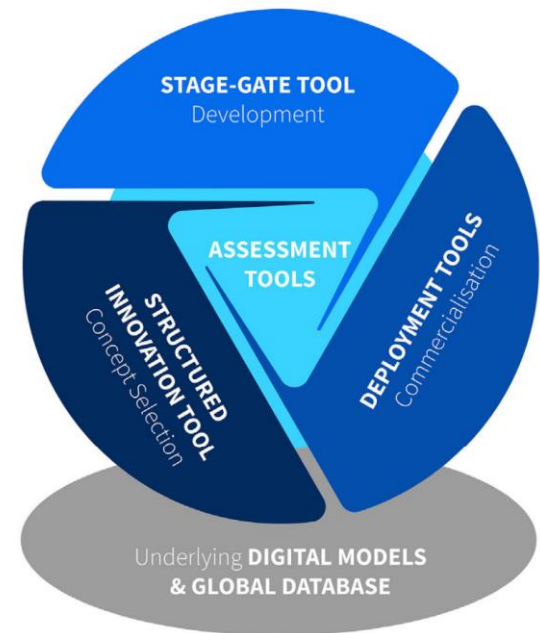 STAGE-GATE TOOL
Development
ASSESSMENT
TOOLS
DEPLOYMENT TOOLS
Commercialisation
STRUCTURED
INNOVATION TOOL
Concept Selection
Underlying DIGITAL MODELS
& GLOBAL DATABASE